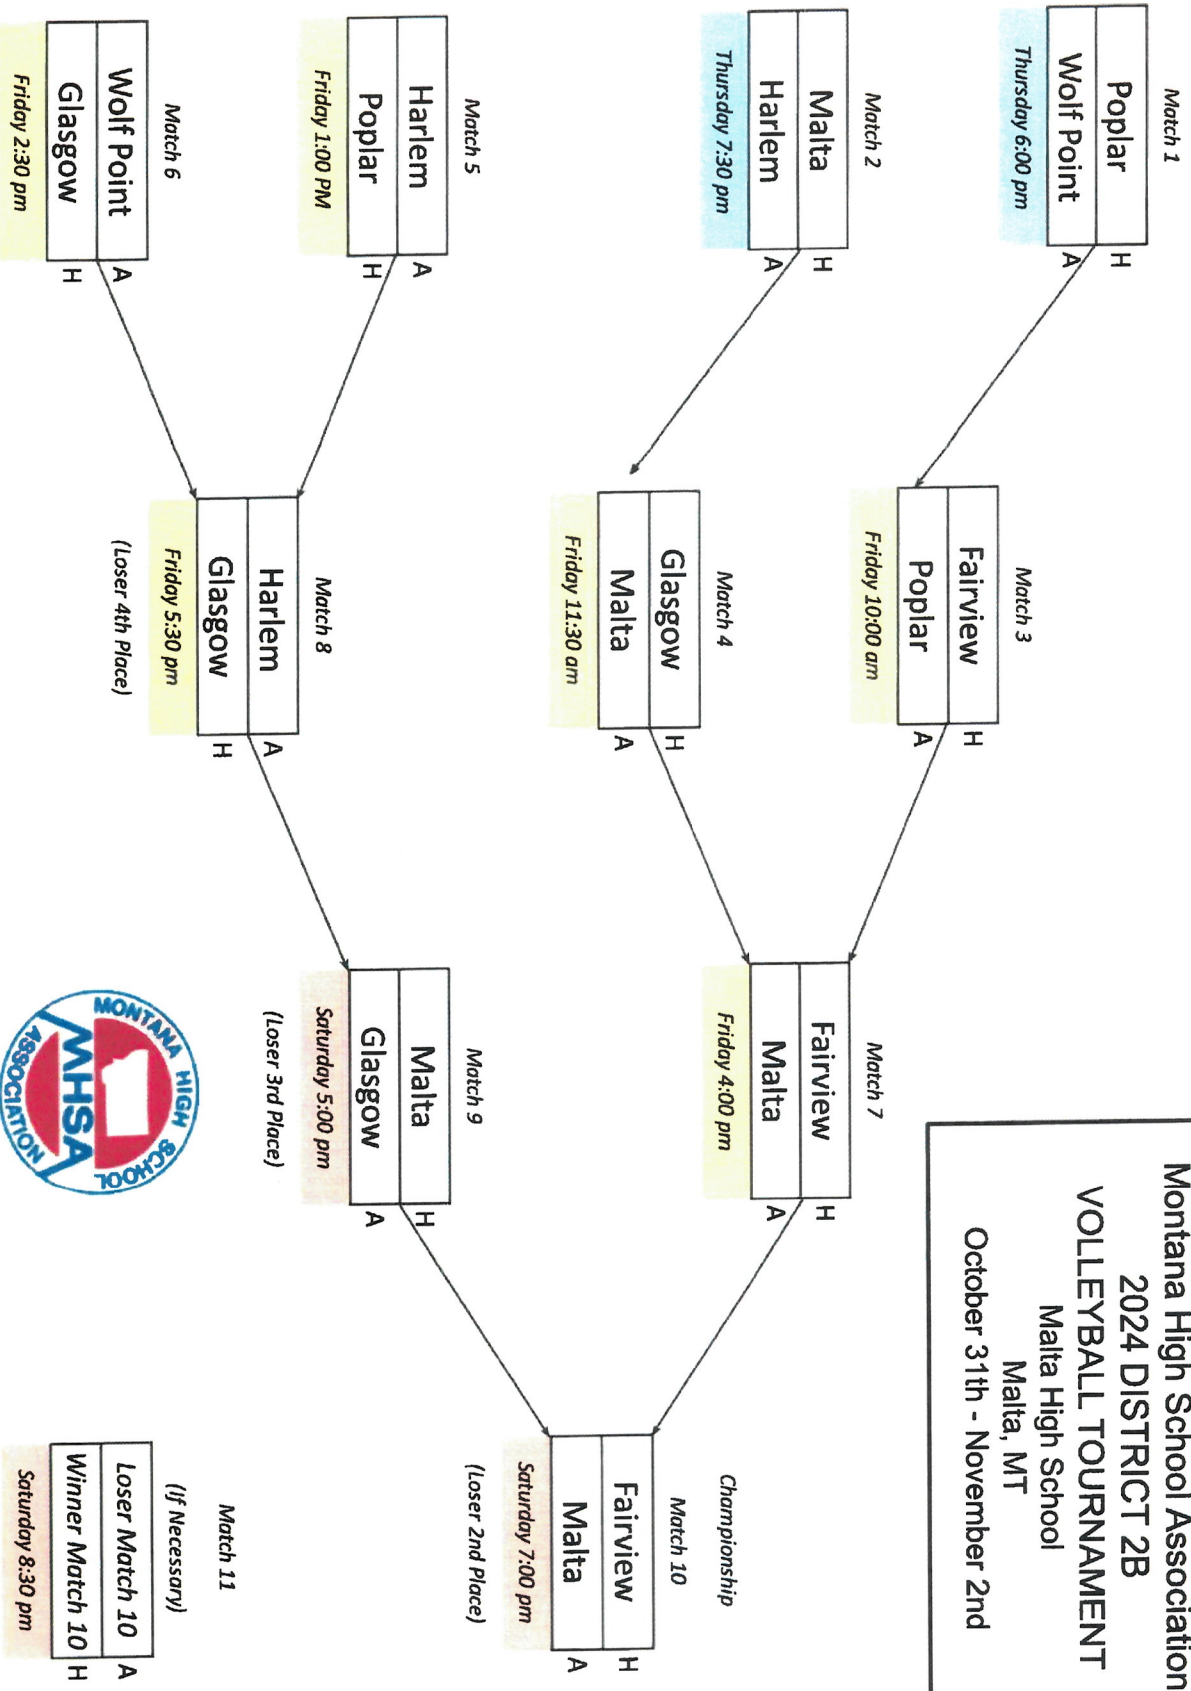 Montana High School Association
2024 DISTRICT 2B
VOLLEYBALL TOURNAMENT
Malta High School
Malta, MT
October 31th - November 2nd
Match 1
Poplar H
Wolf Point A
Thursday 6:00 pm
Match 2
Malta H
Harlem A
Thursday 7:30 pm
Match 5
Harlem A
Poplar H
Friday 1:00 PM
Match 6
Wolf Point A
Glasgow H
Friday 2:30 pm
Match 3
Fairview H
Poplar A
Friday 10:00 am
Match 4
Glasgow H
Malta A
Friday 11:30 am
Match 8
Harlem A
Glasgow H
Friday 5:30 pm
(Loser 4th Place)
Match 7
Fairview H
Malta A
Friday 4:00 pm
Match 9
Malta H
Glasgow A
Saturday 5:00 pm
(Loser 3rd Place)
MONTANA HIGH SCHOOL
MHSA
ASSOCIATION
Championship
Match 10
Fairview H
Malta A
Saturday 7:00 pm
(Loser 2nd Place)
Match 11
(If Necessary)
Loser Match 10 A
Winner Match 10 H
Saturday 8:30 pm